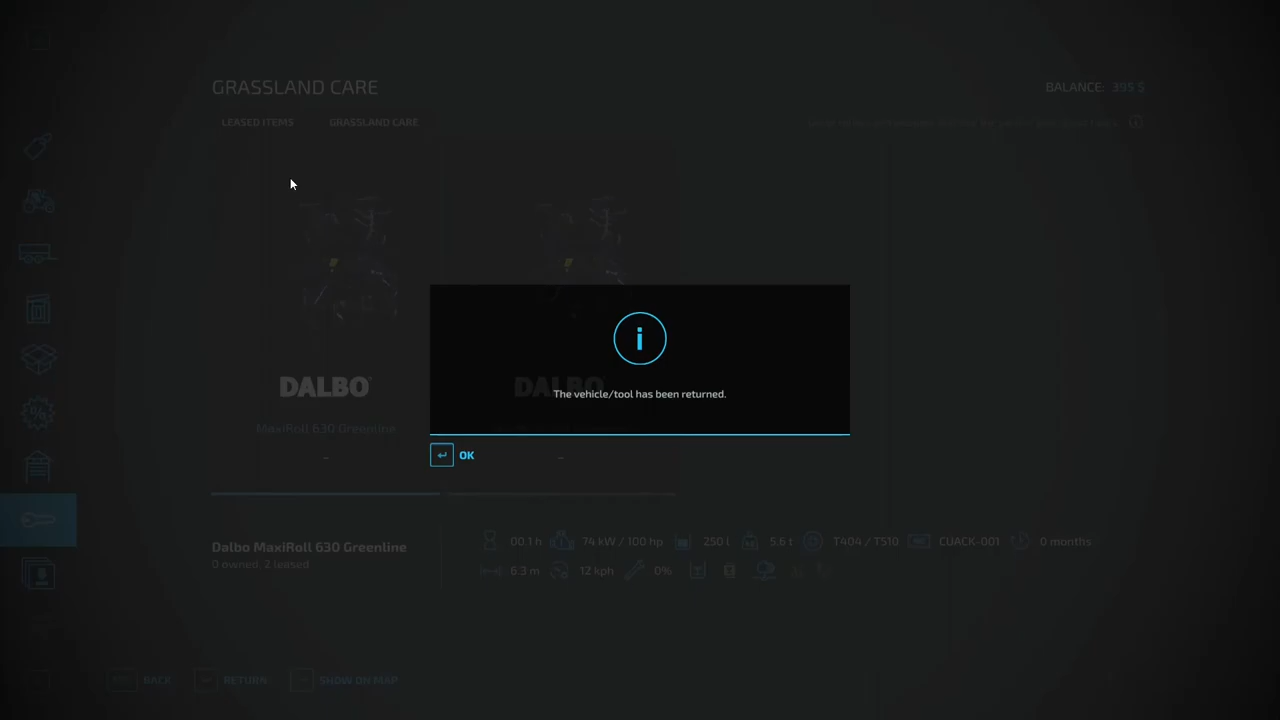 GRASSLAND CARE
BALANCE: 395 $
LEASED ITEMS GRASSLAND CARE
DALBO DALBO
The vehicle/tool has been returned.
MaxiRoll 630 Greenline
OK
Dalbo MaxiRoll 630 Greenline
0 owned, 2 leased
00:1 h 74 kW / 100 hp 250 l 5.6 t T404 / T510 CUACK-001 0 months
6.3 m 12 kph 0%
BACK RETURN SHOW ON MAP